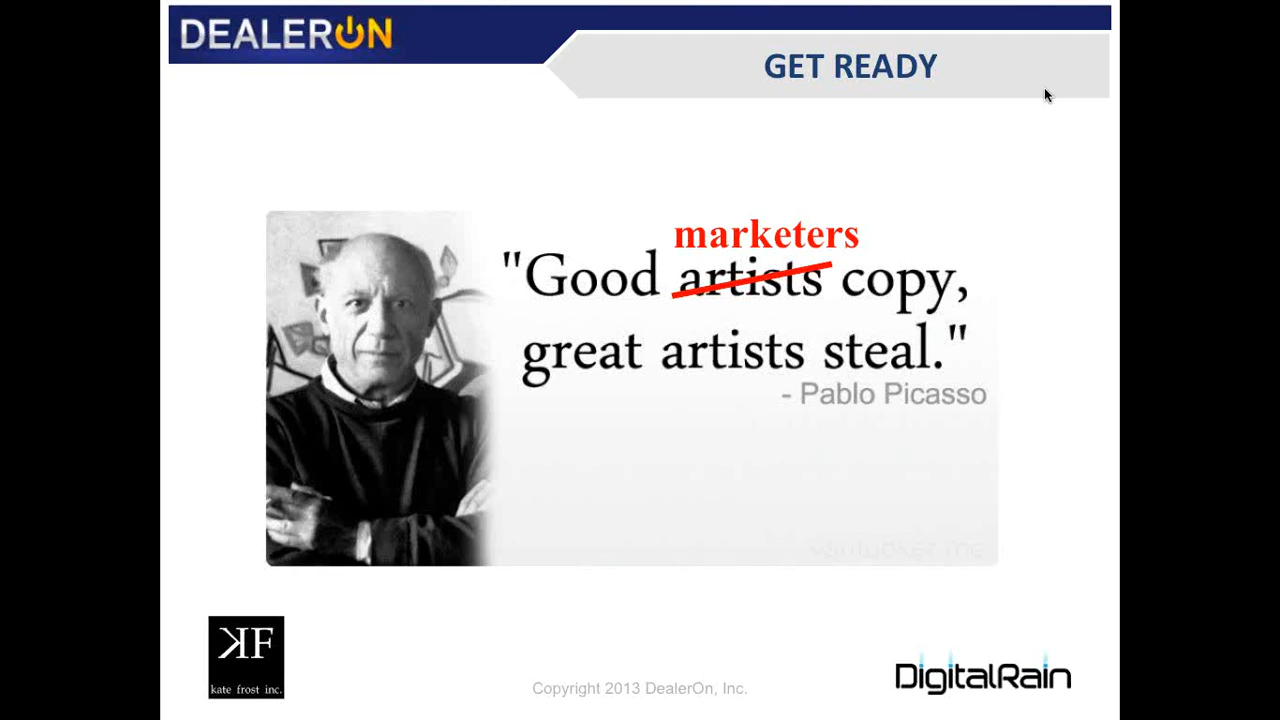 DEALERON
GET READY
marketers
"Good artists copy,
great artists steal."
- Pablo Picasso
KF
kate frost inc.
Copyright 2013 DealerOn, Inc.
DigitalRain